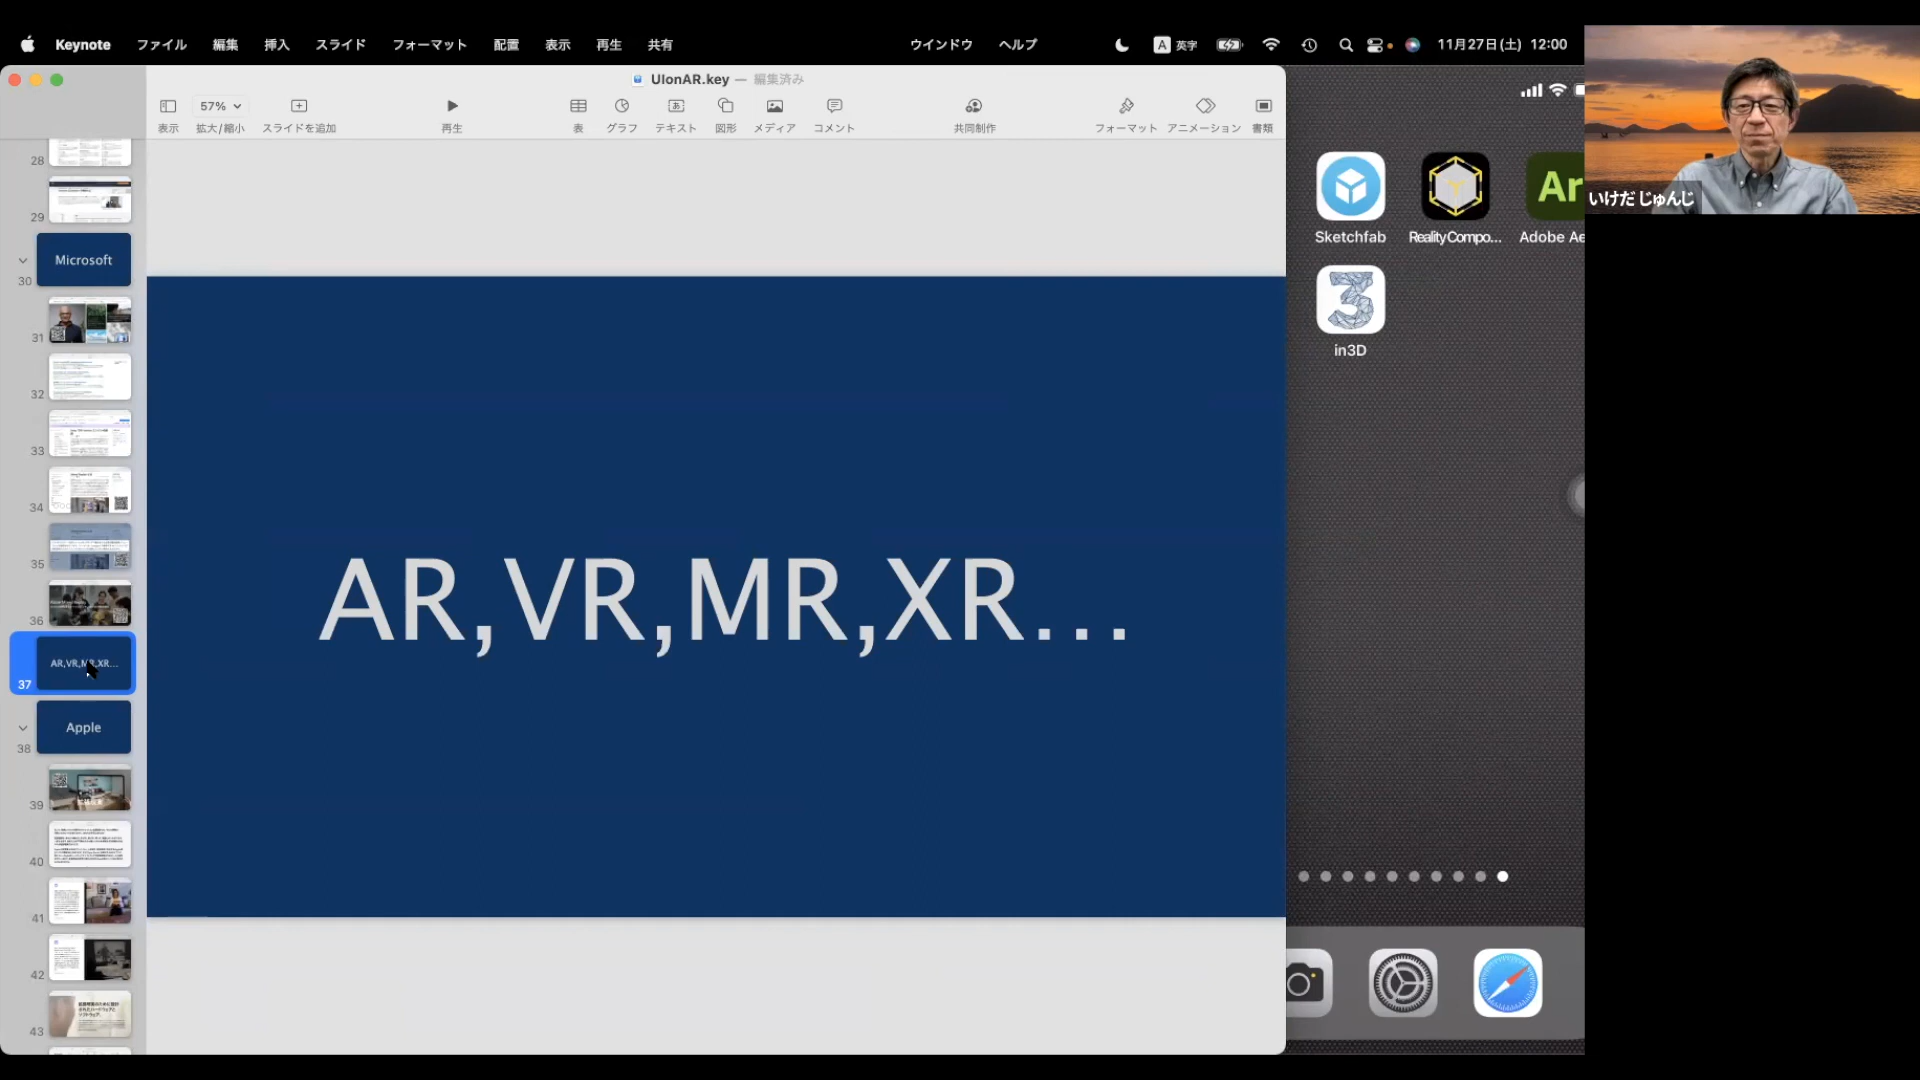 Keynote ファイル 編集 挿入 スライド フォーマット 配置 表示 再生 共有 ウインドウ ヘルプ A 英字 11月27日(土) 12:00
UIonAR.key — 編集済み
57%
表示 拡大/縮小 スライドを追加 再生 表 グラフ テキスト 図形 メディア コメント 共同制作 フォーマット アニメーション 書類
28
29
Microsoft
30
31
32
33
34
35
36
AR,VR,MR,XR...
37
Apple
38
39
40
41
42
43
AR,VR,MR,XR...
Ar
Sketchfab RealityCompo... Adobe Ae
in3D
いけだ じゅんじ